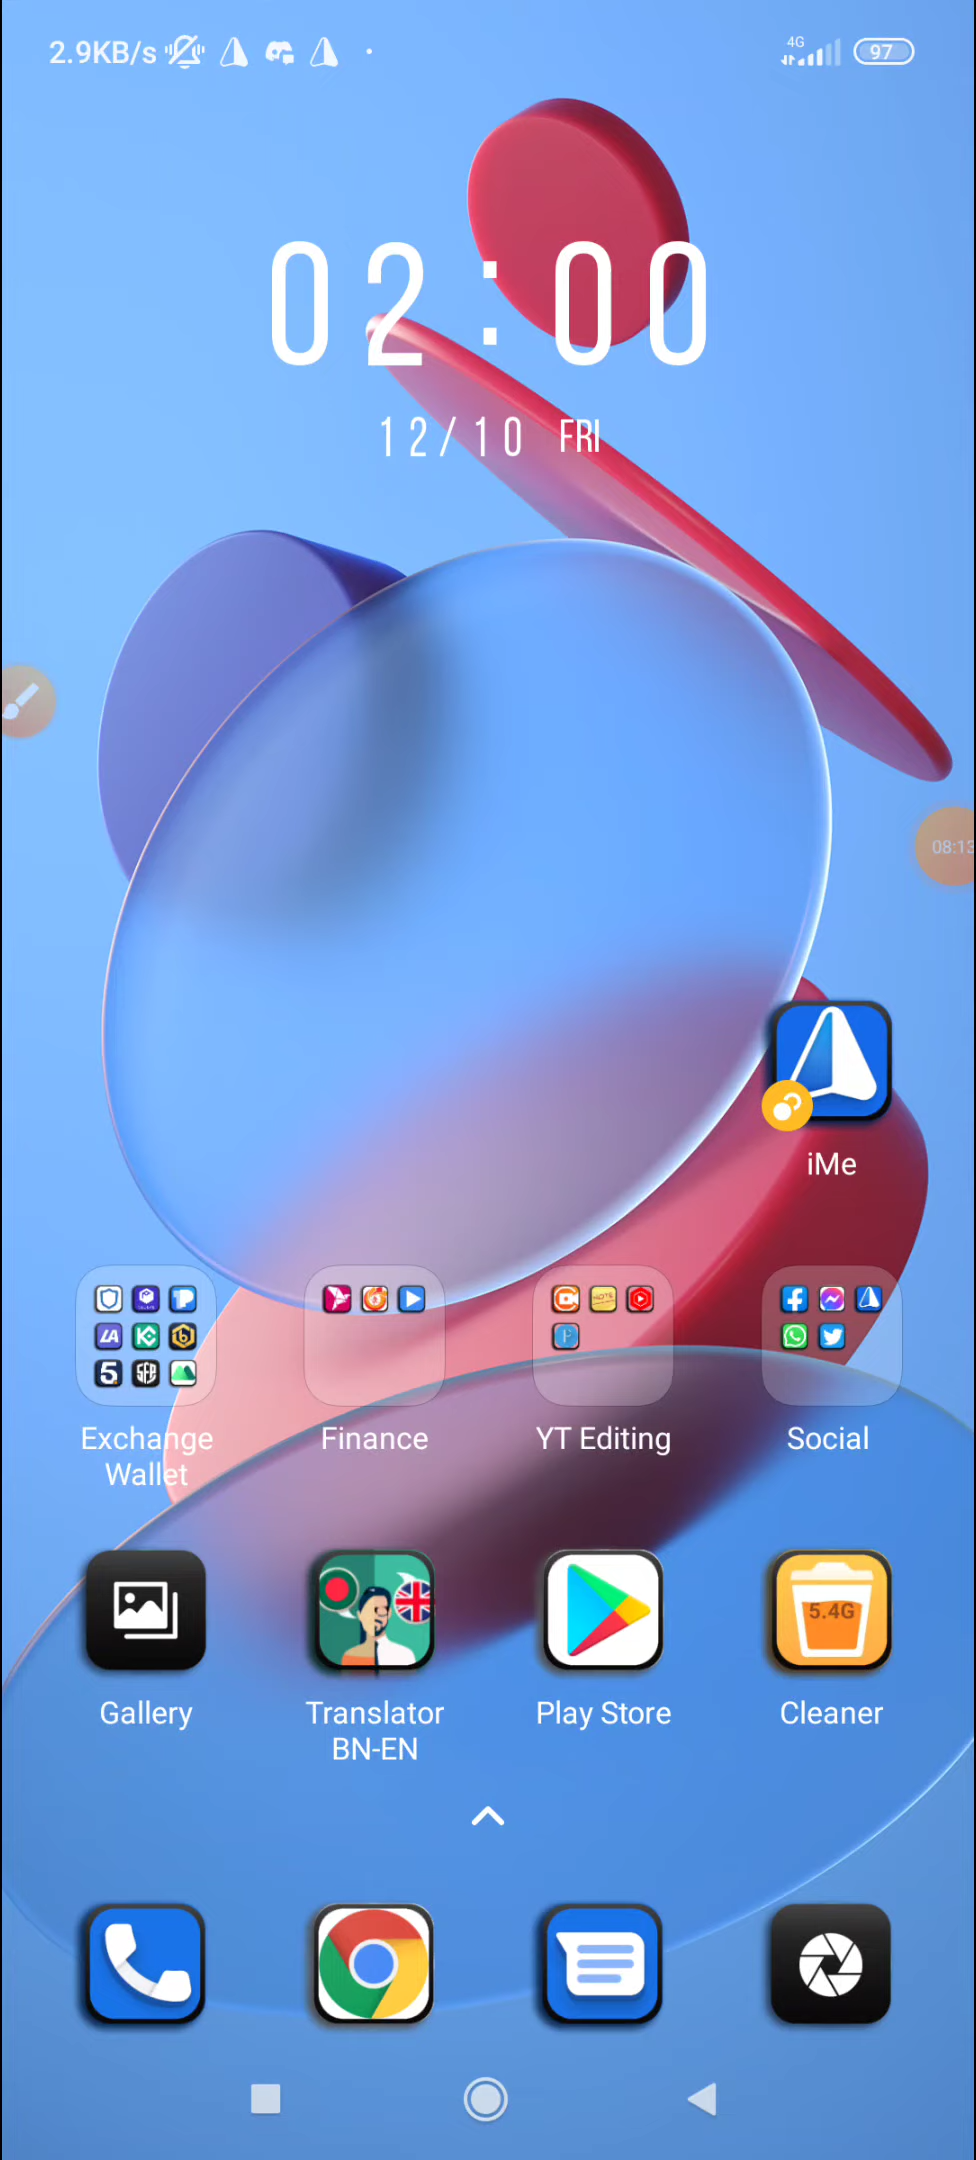 2.9KB/s
4G
97
02:00
12/10 FRI
08:13
iMe
Exchange Wallet
Finance
YT Editing
Social
5.4G
Gallery
Translator BN-EN
Play Store
Cleaner